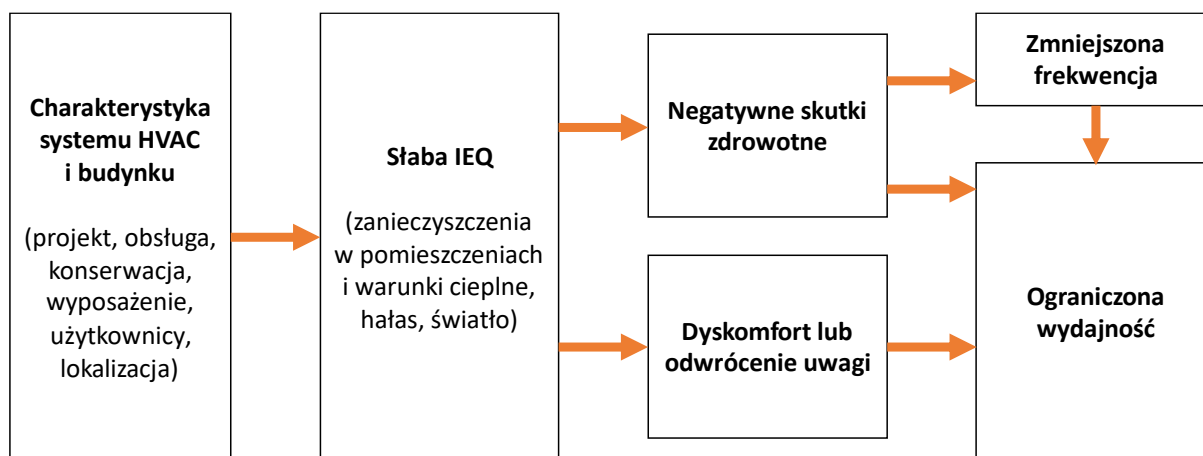 Charakterystyka
systemu HVAC
i budynku
(projekt, obsługa,
konserwacja,
wyposażenie,
użytkownicy,
lokalizacja)
Słaba IEQ
(zanieczyszczenia
w pomieszczeniach
i warunki cieplne,
hałas, światło)
Negatywne skutki
zdrowotne
Dyskomfort lub
odwrócenie uwagi
Zmniejszona
frekwencja
Ograniczona
wydajność